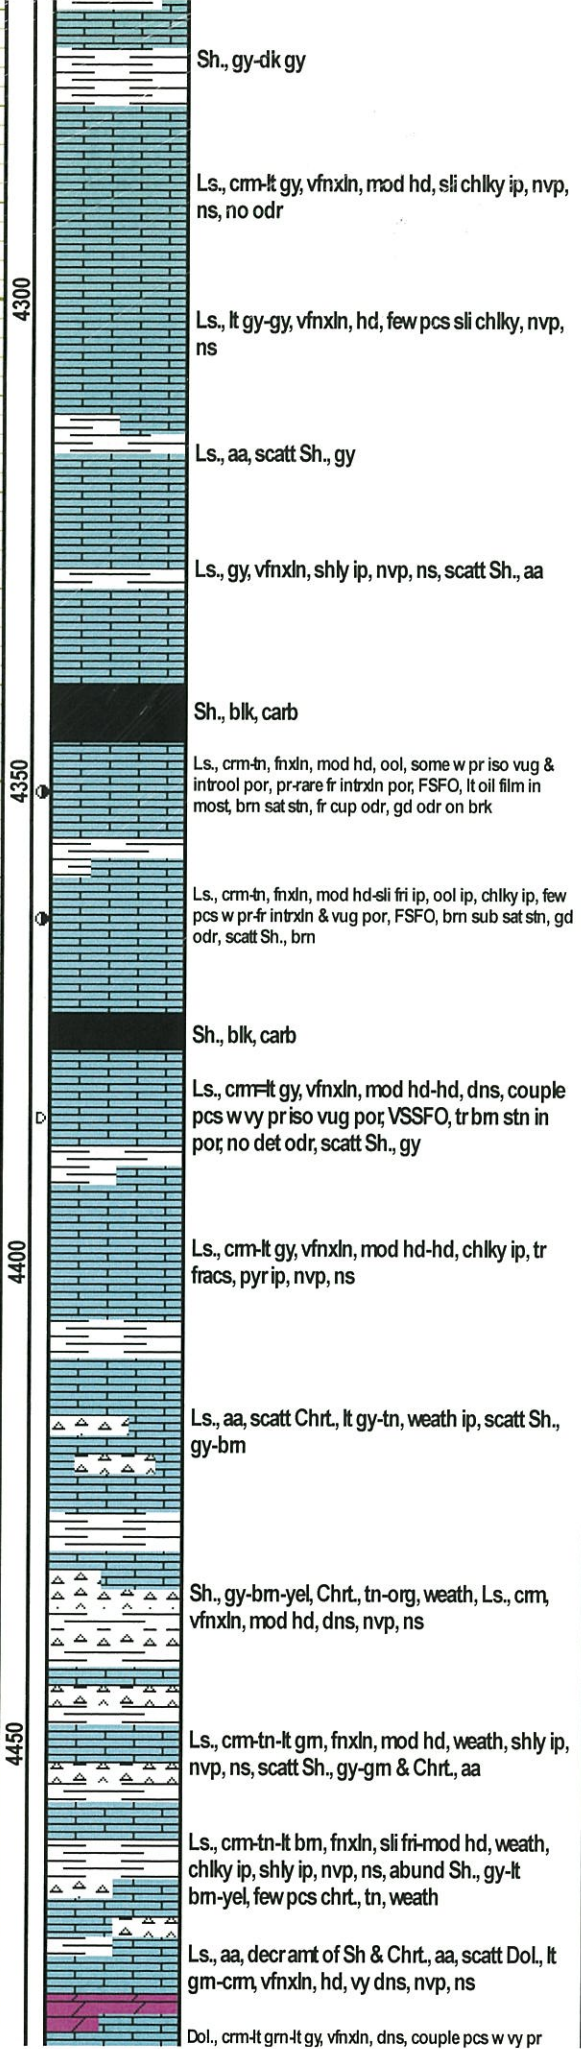 Sh., gy-dk gy
Ls., crm-lt gy, vfnxln, mod hd, sli chlky ip, nvp,
ns, no odr
4300
Ls., lt gy-gy, vfnxln, hd, few pcs sli chlky, nvp,
ns
Ls., aa, scatt Sh., gy
Ls., gy, vfnxln, shly ip, nvp, ns, scatt Sh., aa
Sh., blk, carb
4350
Ls., crm-tn, fnxln, mod hd, ool, some w pr iso vug &
introol por, pr-rare fr intrxln por, FSFO, lt oil film in
most, brn sat stn, fr cup odr, gd odr on brk
Ls., crm-tn, fnxln, mod hd-sli fri ip, ool ip, chlky ip, few
pcs w pr-fr intrxln & vug por, FSFO, brn sub sat stn, gd
odr, scatt Sh., brn
Sh., blk, carb
Ls., crm-lt gy, vfnxln, mod hd-hd, dns, couple
D pcs w vy pr iso vug por, VSSFO, tr brn stn in
por, no det odr, scatt Sh., gy
4400
Ls., crm-lt gy, vfnxln, mod hd-hd, chlky ip, tr
fracs, pyr ip, nvp, ns
Ls., aa, scatt Chrt., lt gy-tn, weath ip, scatt Sh.,
gy-brn
Sh., gy-brn-yel, Chrt., tn-org, weath, Ls., crm,
vfnxln, mod hd, dns, nvp, ns
4450
Ls., crm-tn-lt grn, fnxln, mod hd, weath, shly ip,
nvp, ns, scatt Sh., gy-grn & Chrt., aa
Ls., crm-tn-lt brn, fnxln, sli fri-mod hd, weath,
chlky ip, shly ip, nvp, ns, abund Sh., gy-lt
brn-yel, few pcs chrt., tn, weath
Ls., aa, decr amt of Sh & Chrt., aa, scatt Dol., lt
grn-crm, vfnxln, hd, vy dns, nvp, ns
Dol., crm-lt grn-lt gy, vfnxln, dns, couple pcs w vy pr